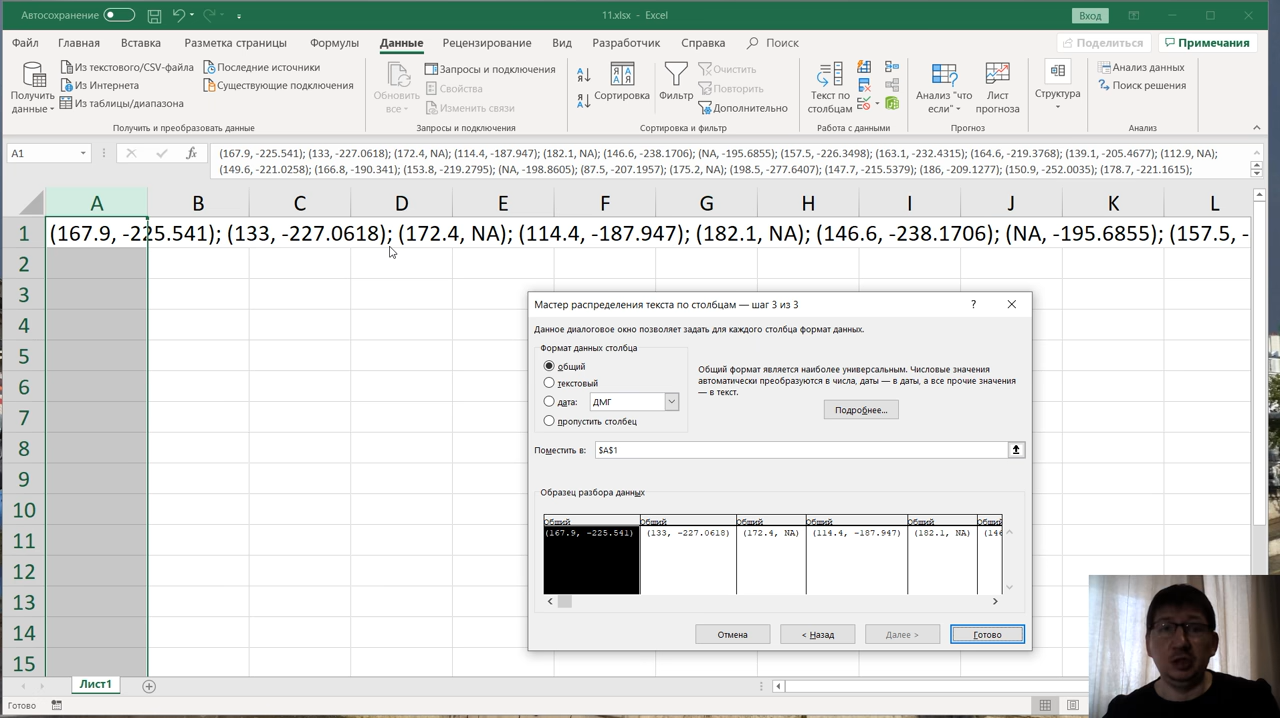 Автосохранение
11.xlsx - Excel
Вход
Файл Главная Вставка Разметка страницы Формулы Данные Рецензирование Вид Разработчик Справка Поиск Поделиться Примечания
Получить данные
Из текстового/CSV-файла
Из Интернета
Из таблицы/диапазона
Последние источники
Существующие подключения
Получить и преобразовать данные
Обновить все
Запросы и подключения
Свойства
Изменить связи
Запросы и подключения
А Я
Я А
Сортировка
Фильтр
Очистить
Повторить
Дополнительно
Сортировка и фильтр
Текст по столбцам
Работа с данными
Анализ "что если"
Лист прогноза
Прогноз
Структура
Анализ данных
Поиск решения
Анализ
A1
fx
(167.9, -225.541); (133, -227.0618); (172.4, NA); (114.4, -187.947); (182.1, NA); (146.6, -238.1706); (NA, -195.6855); (157.5, -226.3498); (163.1, -232.4315); (164.6, -219.3768); (139.1, -205.4677); (112.9, NA);
(149.6, -221.0258); (166.8, -190.341); (153.8, -219.2795); (NA, -198.8605); (87.5, -207.1957); (175.2, NA); (198.5, -277.6407); (147.7, -215.5379); (186, -209.1277); (150.9, -252.0035); (178.7, -221.1615);
A B C D E F G H I J K L
1 (167.9, -225.541); (133, -227.0618); (172.4, NA); (114.4, -187.947); (182.1, NA); (146.6, -238.1706); (NA, -195.6855); (157.5, -
2
3
4
5
6
7
8
9
10
11
12
13
14
15
Мастер распределения текста по столбцам — шаг 3 из 3 ?
Данное диалоговое окно позволяет задать для каждого столбца формат данных.
Формат данных столбца
общий
текстовый
дата: ДМГ
пропустить столбец
Общий формат является наиболее универсальным. Числовые значения
автоматически преобразуются в числа, даты — в даты, а все прочие значения
— в текст.
Подробнее...
Поместить в: $A$1
Образец разбора данных
Общий Общий Общий Общий Общий Общи
(167.9, -225.541) (133, -227.0618) (172.4, NA) (114.4, -187.947) (182.1, NA) (146
Отмена < Назад Далее > Готово
Лист1
Готово